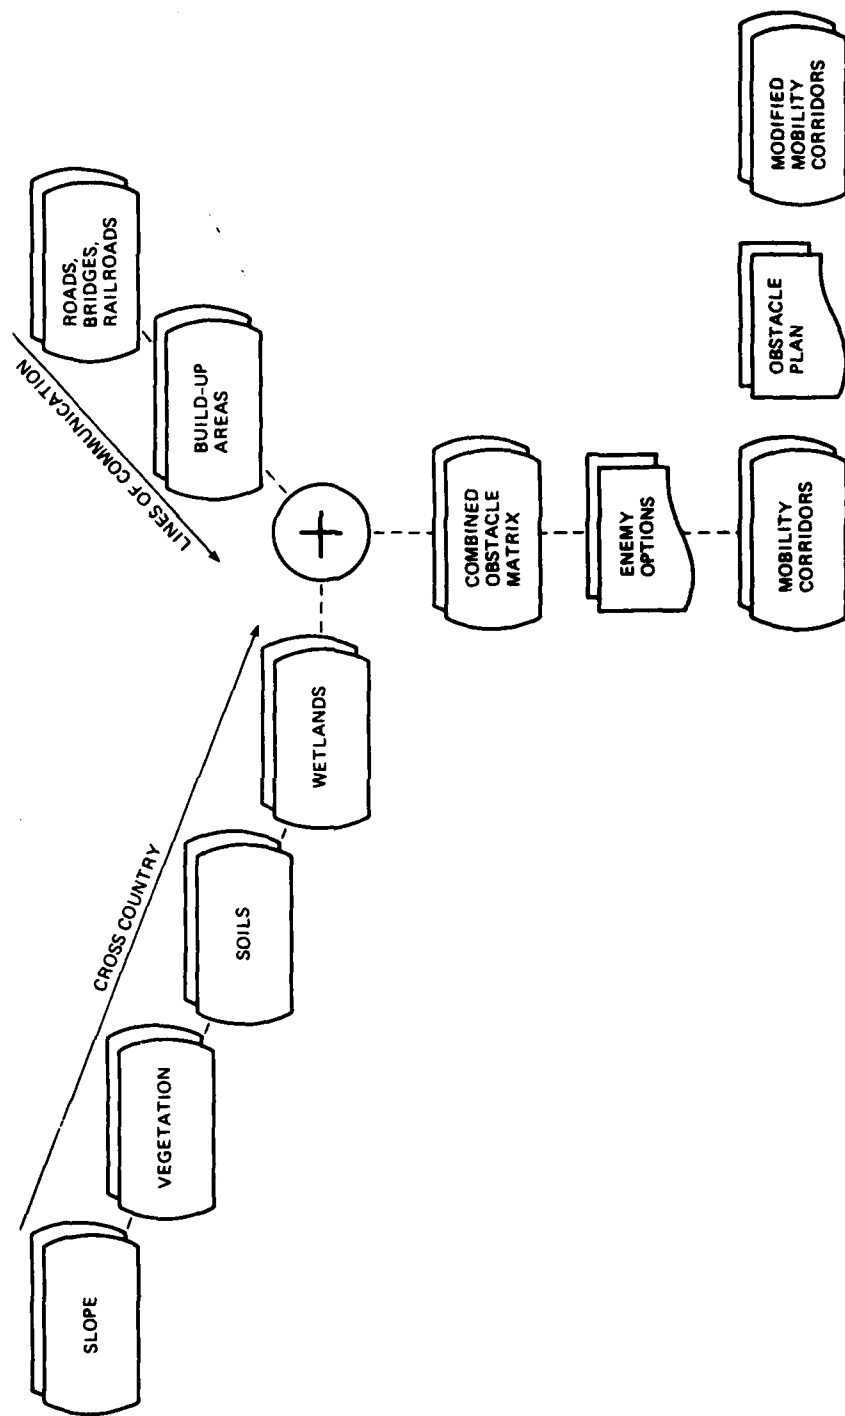 SLOPE
VEGETATION
SOILS
WETLANDS
CROSS COUNTRY
LINES OF COMMUNICATION
ROADS,
BRIDGES,
RAILROADS
BUILD-UP
AREAS
+
COMBINED
OBSTACLE
MATRIX
ENEMY
OPTIONS
MOBILITY
CORRIDORS
OBSTACLE
PLAN
MODIFIED
MOBILITY
CORRIDORS